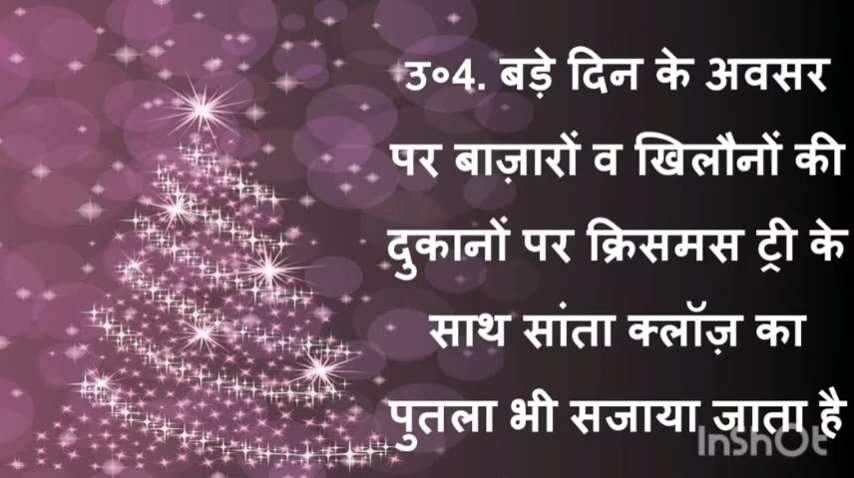 उ०4. बड़े दिन के अवसर
पर बाज़ारों व खिलौनों की
दुकानों पर क्रिसमस ट्री के
साथ सांता क्लॉज़ का
पुतला भी सजाया जाता है
InShOt